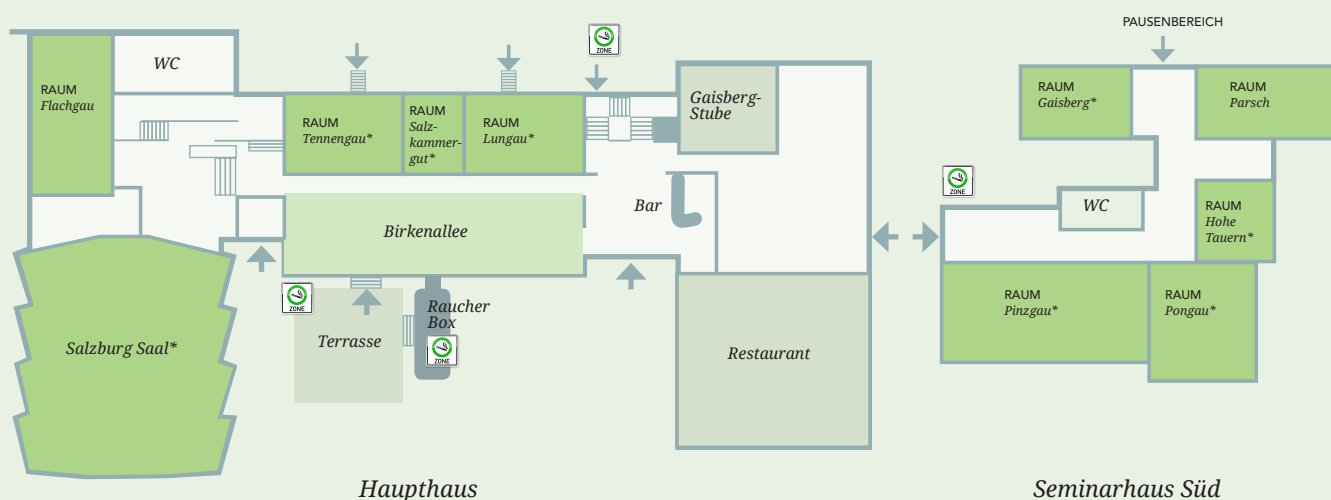 PAUSENBEREICH
WC
RAUM
Flachgau
RAUM
Tennengau*
RAUM
Salz-
kammer-
gut*
RAUM
Lungau*
ZONE
Gaisberg-
Stube
Bar
Birkenallee
ZONE
Terrasse
Raucher
Box
ZONE
Salzburg Saal*
Restaurant
Haupthaus
RAUM
Gaisberg*
RAUM
Parsch
ZONE
WC
RAUM
Hohe
Tauern*
RAUM
Pinzgau*
RAUM
Pongau*
Seminarhaus Süd